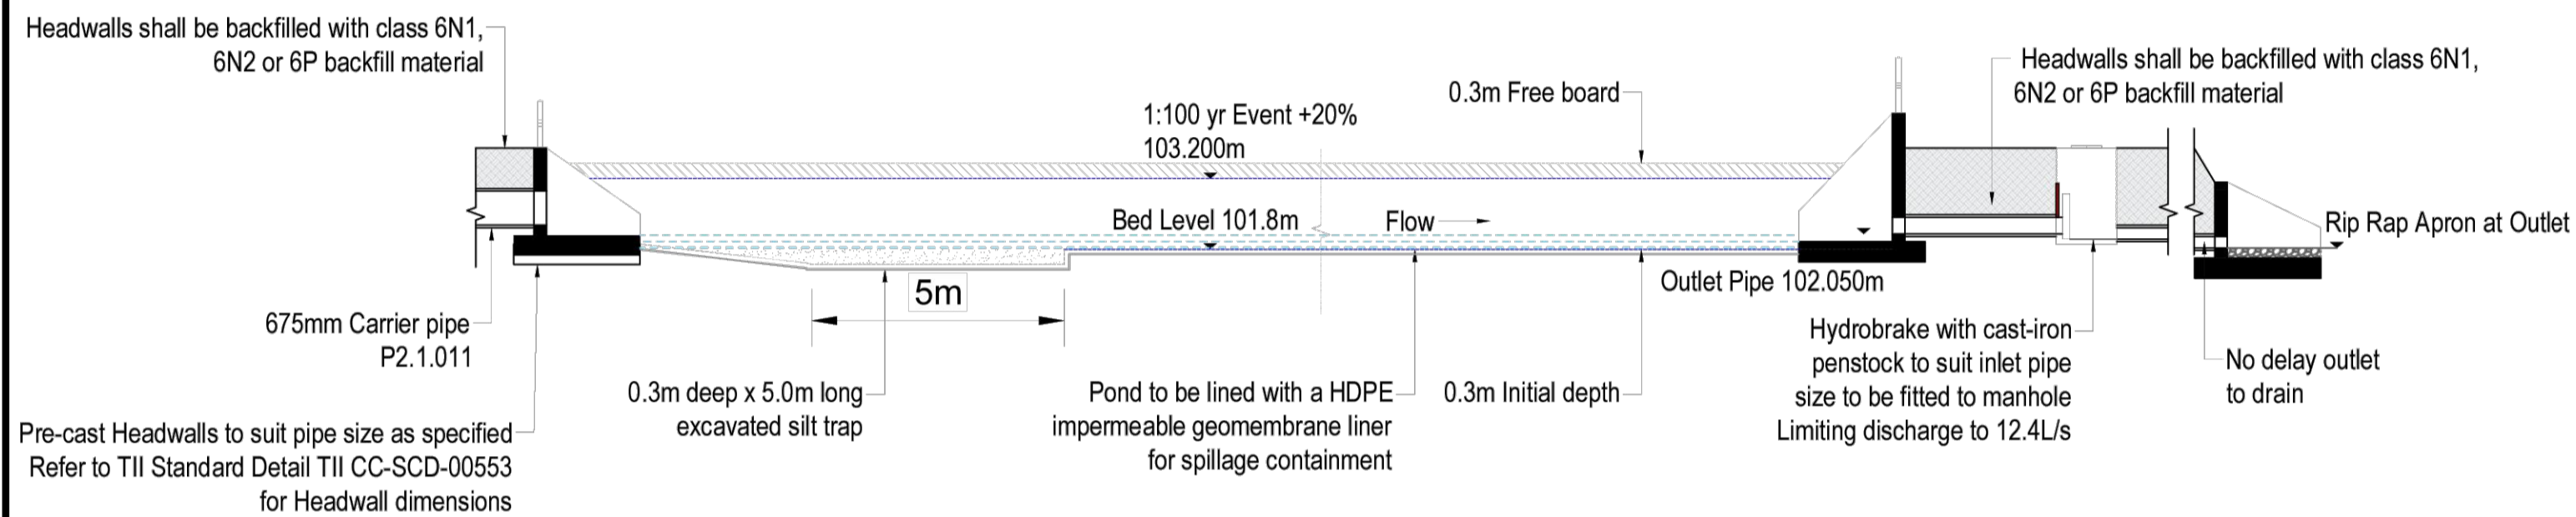 Headwalls shall be backfilled with class 6N1,
6N2 or 6P backfill material
675mm Carrier pipe
P2.1.011
Pre-cast Headwalls to suit pipe size as specified
Refer to TII Standard Detail TII CC-SCD-00553
for Headwall dimensions
0.3m deep x 5.0m long
excavated silt trap
5m
1:100 yr Event +20%
103.200m
Bed Level 101.8m
Flow
0.3m Free board
Pond to be lined with a HDPE
impermeable geomembrane liner
for spillage containment
0.3m Initial depth
Outlet Pipe 102.050m
Hydrobrake with cast-iron
penstock to suit inlet pipe
size to be fitted to manhole
Limiting discharge to 12.4L/s
Headwalls shall be backfilled with class 6N1,
6N2 or 6P backfill material
Rip Rap Apron at Outlet
No delay outlet
to drain